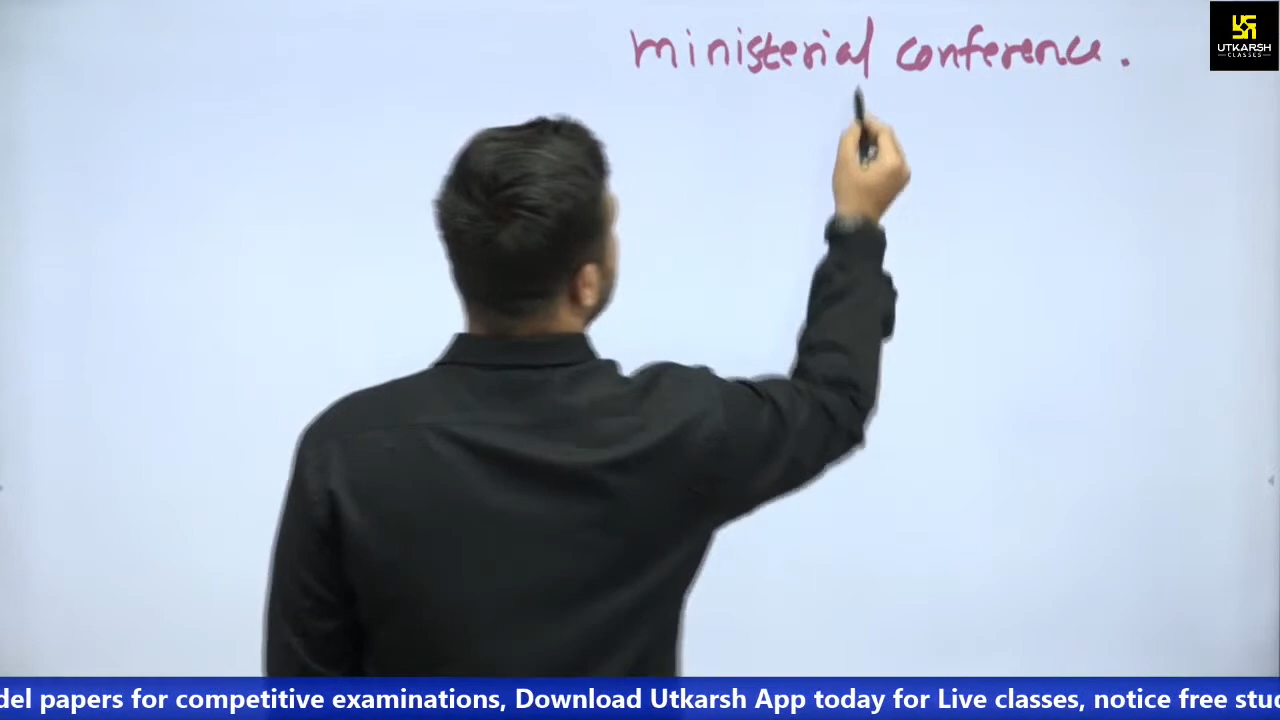 ministerial conference.
UTKARSH
CLASSES
del papers for competitive examinations, Download Utkarsh App today for Live classes, notice free stu